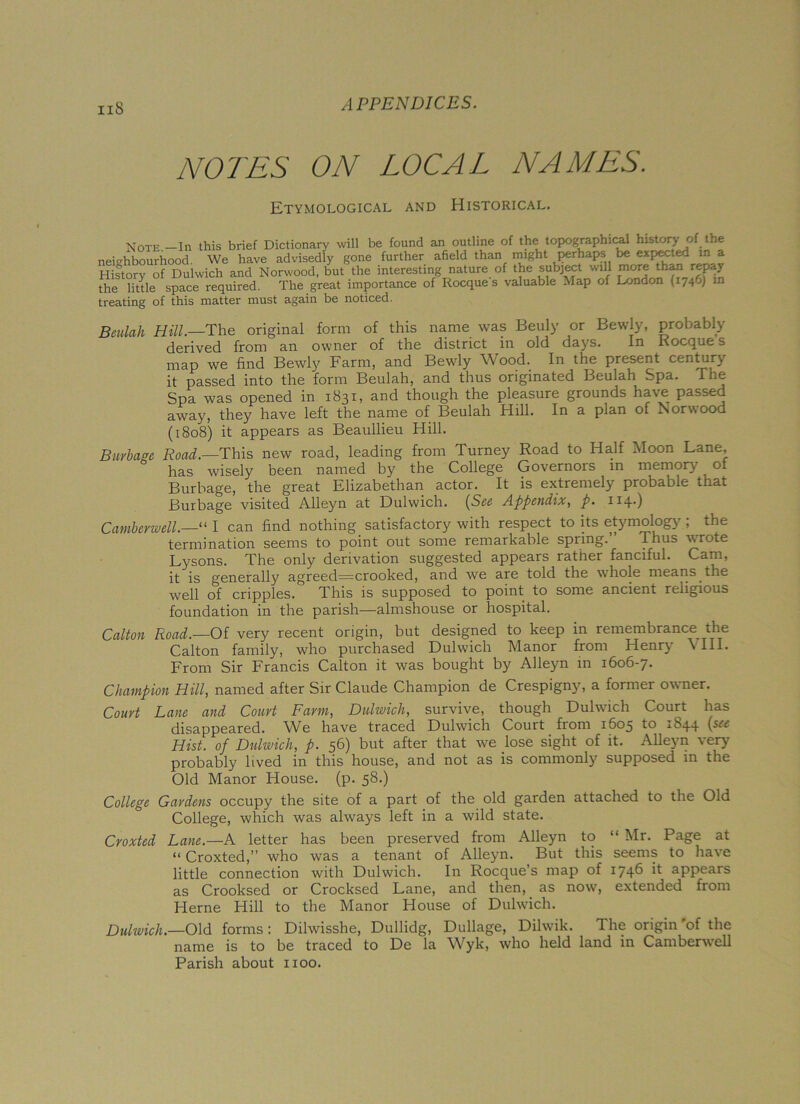 118
APPENDICES.
NOTES ON LOCAL NAMES.
Etymological and Historical.
Note.—In this brief Dictionary will be found an outline of the topographical history of the
neighbourhood. We have advisedly gone further afield than might perhaps be expected in a
History of Dulwich and Norwood, but the interesting nature of the subject will more than repay
the little space required. The great importance of Rocque's valuable Map of London (1746) in
treating of this matter must again be noticed.
Beulah Hill.—The original form of this name was Beuly or Bewly, probably
derived from an owner of the district in old days. In Rocque's
map we find Bewly Farm, and Bewly Wood. In the present century
it passed into the form Beulah, and thus originated Beulah Spa. The
Spa was opened in 1831, and though the pleasure grounds have passed
away, they have left the name of Beulah Hill. In a plan of Norwood
(1808) it appears as Beaullieu Hill.
Burbage Road.—This new road, leading from Turney Road to Half Moon Lane,
has wisely been named by the College Governors in memory of
Burbage, the great Elizabethan actor. It is extremely probable that
Burbage visited Alleyn at Dulwich. (See Appendix, p. 114.)
Camberwell.—“ I can find nothing satisfactory with respect to its etymology ; the
termination seems to point out some remarkable spring.” Thus wrote
Lysons. The only derivation suggested appears rather fanciful. Cam,
it is generally agreed=crooked, and we are told the whole means the
well of cripples. This is supposed to point to some ancient religious
foundation in the parish—almshouse or hospital.
Calton Road.—Of very recent origin, but designed to keep in remembrance the
Calton family, who purchased Dulwich Manor from Henry VIII.
From Sir Francis Calton it was bought by Alleyn in 1606-7.
Champion Hill, named after Sir Claude Champion de Crespigny, a former owner.
Court Lane and Court Farm, Dulwich, survive, though Dulwich Court has
disappeared. We have traced Dulwich Court from 1605 to 1844 (see
Hist. of Dulwich, p. 56) but after that we lose sight of it. Alleyn very
probably lived in this house, and not as is commonly supposed in the
Old Manor House. (p. 58.)
College Gardens occupy the site of a part of the old garden attached to the Old
College, which was always left in a wild state.
Croxted Lane.—A letter has been preserved from Alleyn to “ Mr. Page at
“ Croxted,” who was a tenant of Alleyn. But this seems to have
little connection with Dulwich. In Rocque's map of 1746 it appears
as Crooksed or Crocksed Lane, and then, as now, extended from
Herne Hill to the Manor House of Dulwich.
Dulwich.—Old forms : Dilwisshe, Dullidg, Dullage, Dilwik. The origin of the
name is to be traced to De la Wyk, who held land in Camberwell
Parish about 1100.